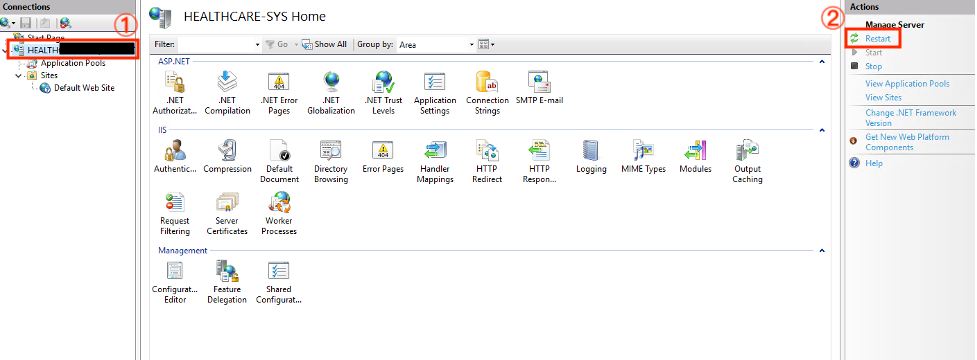 Connections
①
Start Page
HEALTH
Application Pools
Sites
Default Web Site
HEALTHCARE-SYS Home
Filter:
Go
Show All
Group by:
Area
ASP.NET
.NET Authorizat...
.NET Compilation
.NET Error Pages
.NET Globalization
.NET Trust Levels
Application Settings
Connection Strings
SMTP E-mail
IIS
Authentic...
Compression
Default Document
Directory Browsing
Error Pages
Handler Mappings
HTTP Redirect
HTTP Respon...
Logging
MIME Types
Modules
Output Caching
Request Filtering
Server Certificates
Worker Processes
Management
Configurat... Editor
Feature Delegation
Shared Configurat...
②
Actions
Manage Server
Restart
Start
Stop
View Application Pools
View Sites
Change .NET Framework
Version
Get New Web Platform
Components
Help